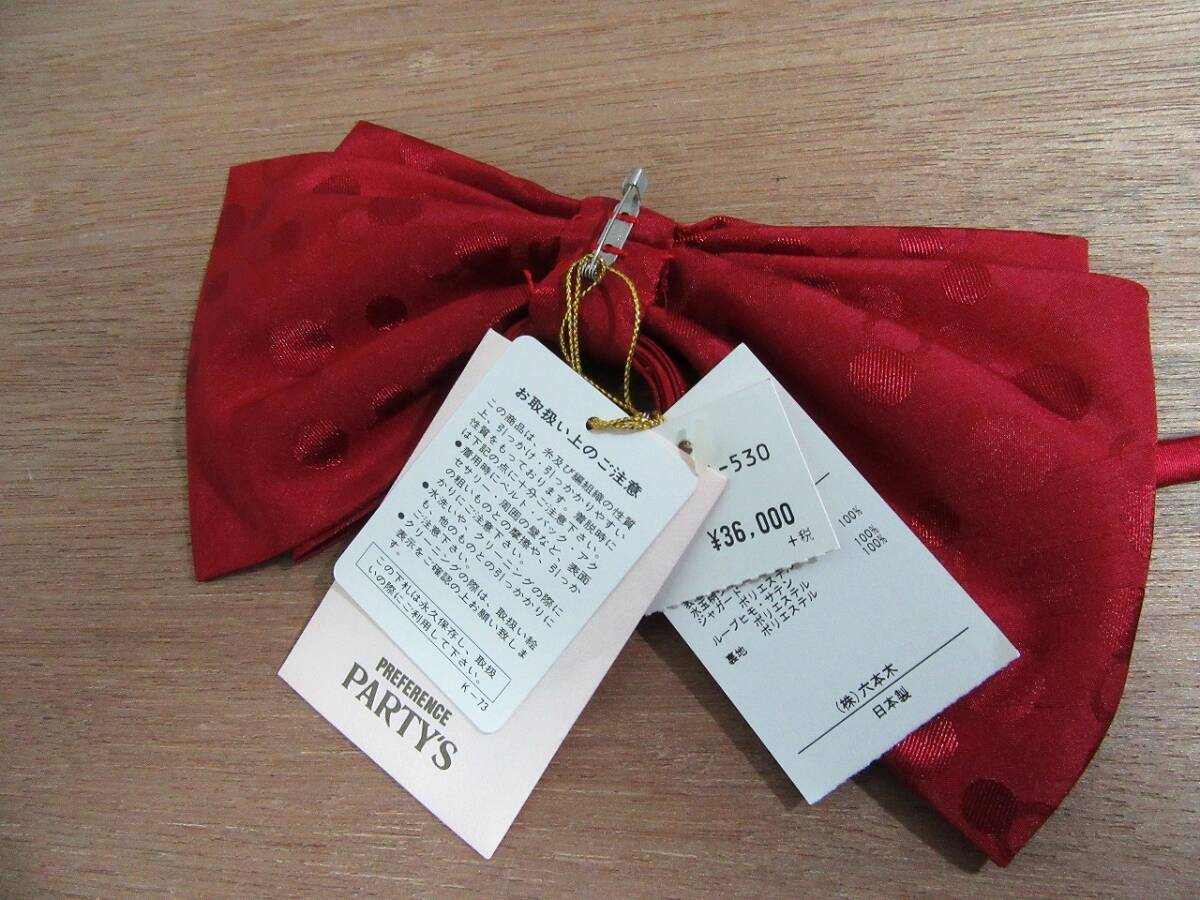 お取扱い上のご注意
この商品は、糸及び編組織の性質
上、引っかけ・引っかかりやすい
性質をもっております。着脱時に
は下記の点に十分ご注意下さい。
●着用時にベルト・バック・アク
セサリー・周囲の壁など、表面
の粗いものとの摩擦や、引っか
かりにご注意下さい。
●水洗いや、クリーニングの際に
も、他のものとの引っかかりに
ご注意下さい。
●クリーニングの際は、取扱い絵
表示をご確認の上お願い致しま
す。
この下札は永久保存し、取扱
いの際にご利用して下さい。
K-73
PREFERENCE
PARTY'S
-530
¥36,000
+税
100%
100%
100%
ジャガード ポリエステル
ポンジ・サテン
ポリエステル
ループヒモ ポリエステル
裏地
(株)六本木
日本製